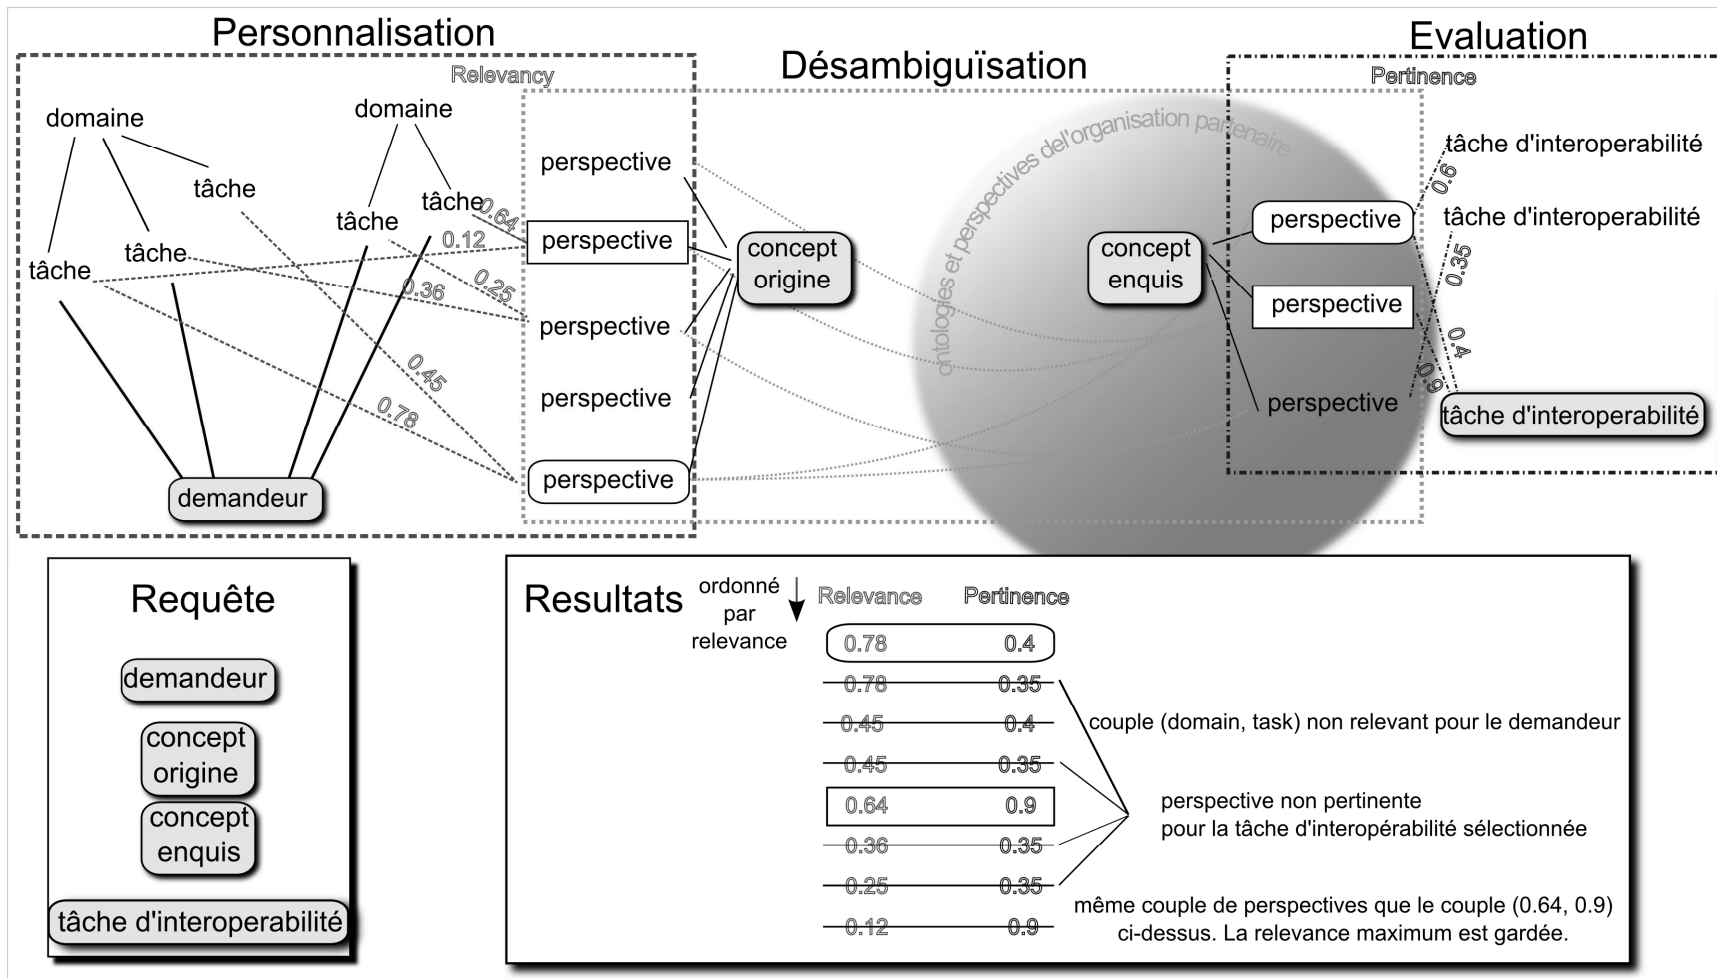 Personnalisation
Relevancy
domaine
domaine
tâche
tâche
tâche
tâche
tâche
0.64
0.12
0.25
0.36
0.45
0.78
demandeur
perspective
perspective
perspective
perspective
perspective
Désambiguïsation
concept
origine
ontologies et perspectives del'organisation partenaire
concept
enquis
Evaluation
Pertinence
perspective
perspective
perspective
tâche d'interoperabilité
0.6
tâche d'interoperabilité
0.35
0.4
0.9
tâche d'interoperabilité
Requête
demandeur
concept
origine
concept
enquis
tâche d'interoperabilité
Resultats
ordonné
par
relevance
Relevance Pertinence
0.78 0.4
0.78 0.35
0.45 0.4
0.45 0.35
0.64 0.9
0.36 0.35
0.25 0.35
0.12 0.9
couple (domain, task) non relevant pour le demandeur
perspective non pertinente
pour la tâche d'interopérabilité sélectionnée
même couple de perspectives que le couple (0.64, 0.9)
ci-dessus. La relevance maximum est gardée.